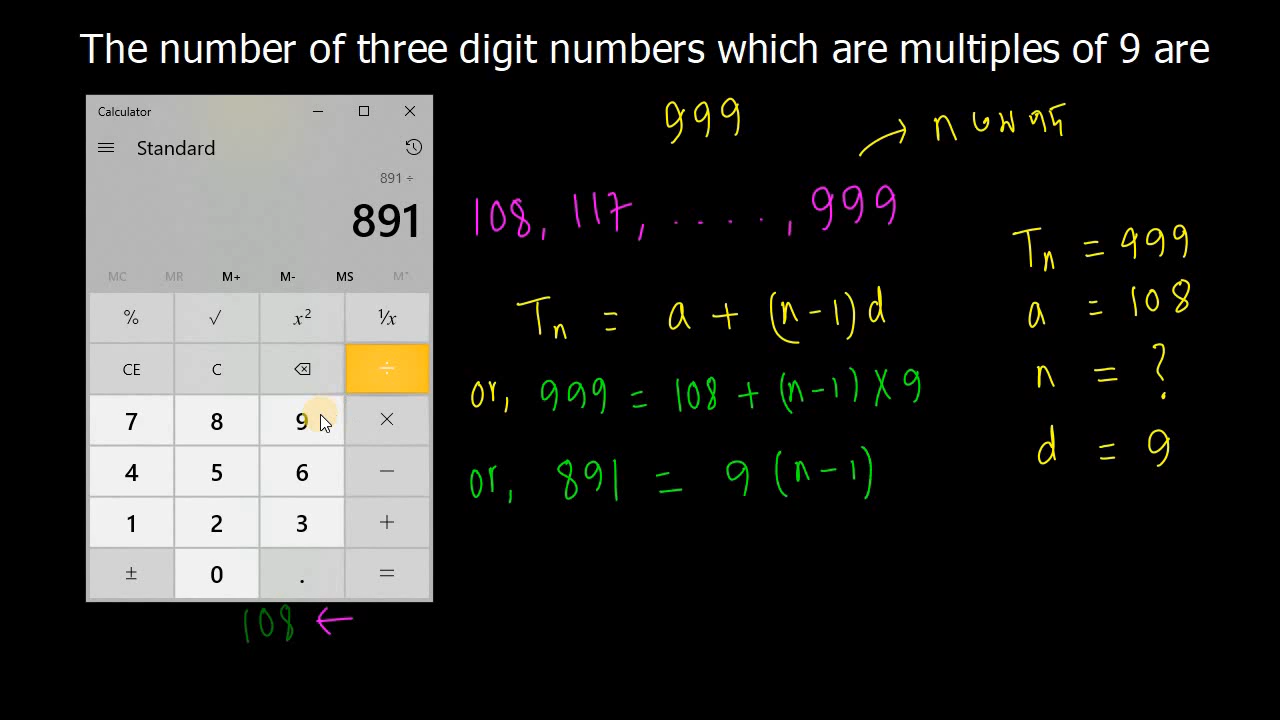 The number of three digit numbers which are multiples of 9 are
Calculator
Standard
891 ÷
891
MC MR M+ M- MS M˅
% √ x² ¹/x
CE C ⌫ ÷
7 8 9 ×
4 5 6 −
1 2 3 +
± 0 . =
108 ←
999
→ n তম পদ
108, 117, ....., 999
Tn = a + (n-1)d
or, 999 = 108 + (n-1) × 9
or, 891 = 9 (n-1)
Tn = 999
a = 108
n = ?
d = 9